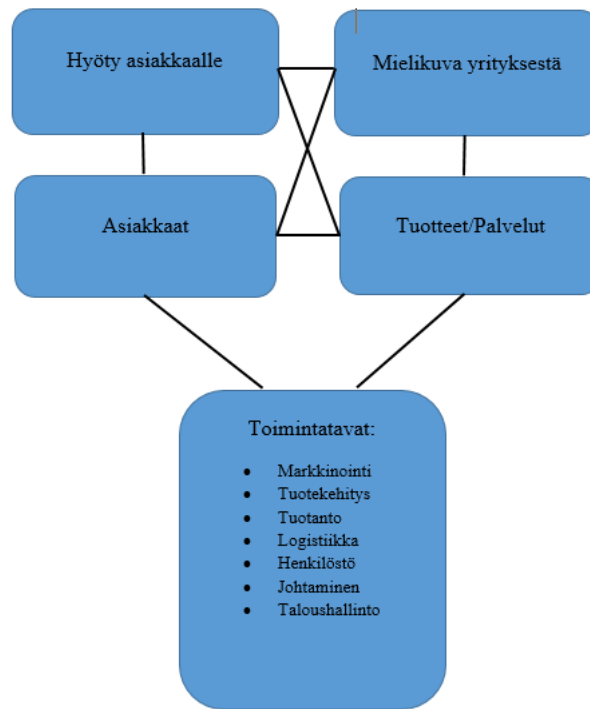 Hyöty asiakkaalle
Mielikuva yrityksestä
Asiakkaat
Tuotteet/Palvelut
Toimintatavat:
• Markkinointi
• Tuotekehitys
• Tuotanto
• Logistiikka
• Henkilöstö
• Johtaminen
• Taloushallinto